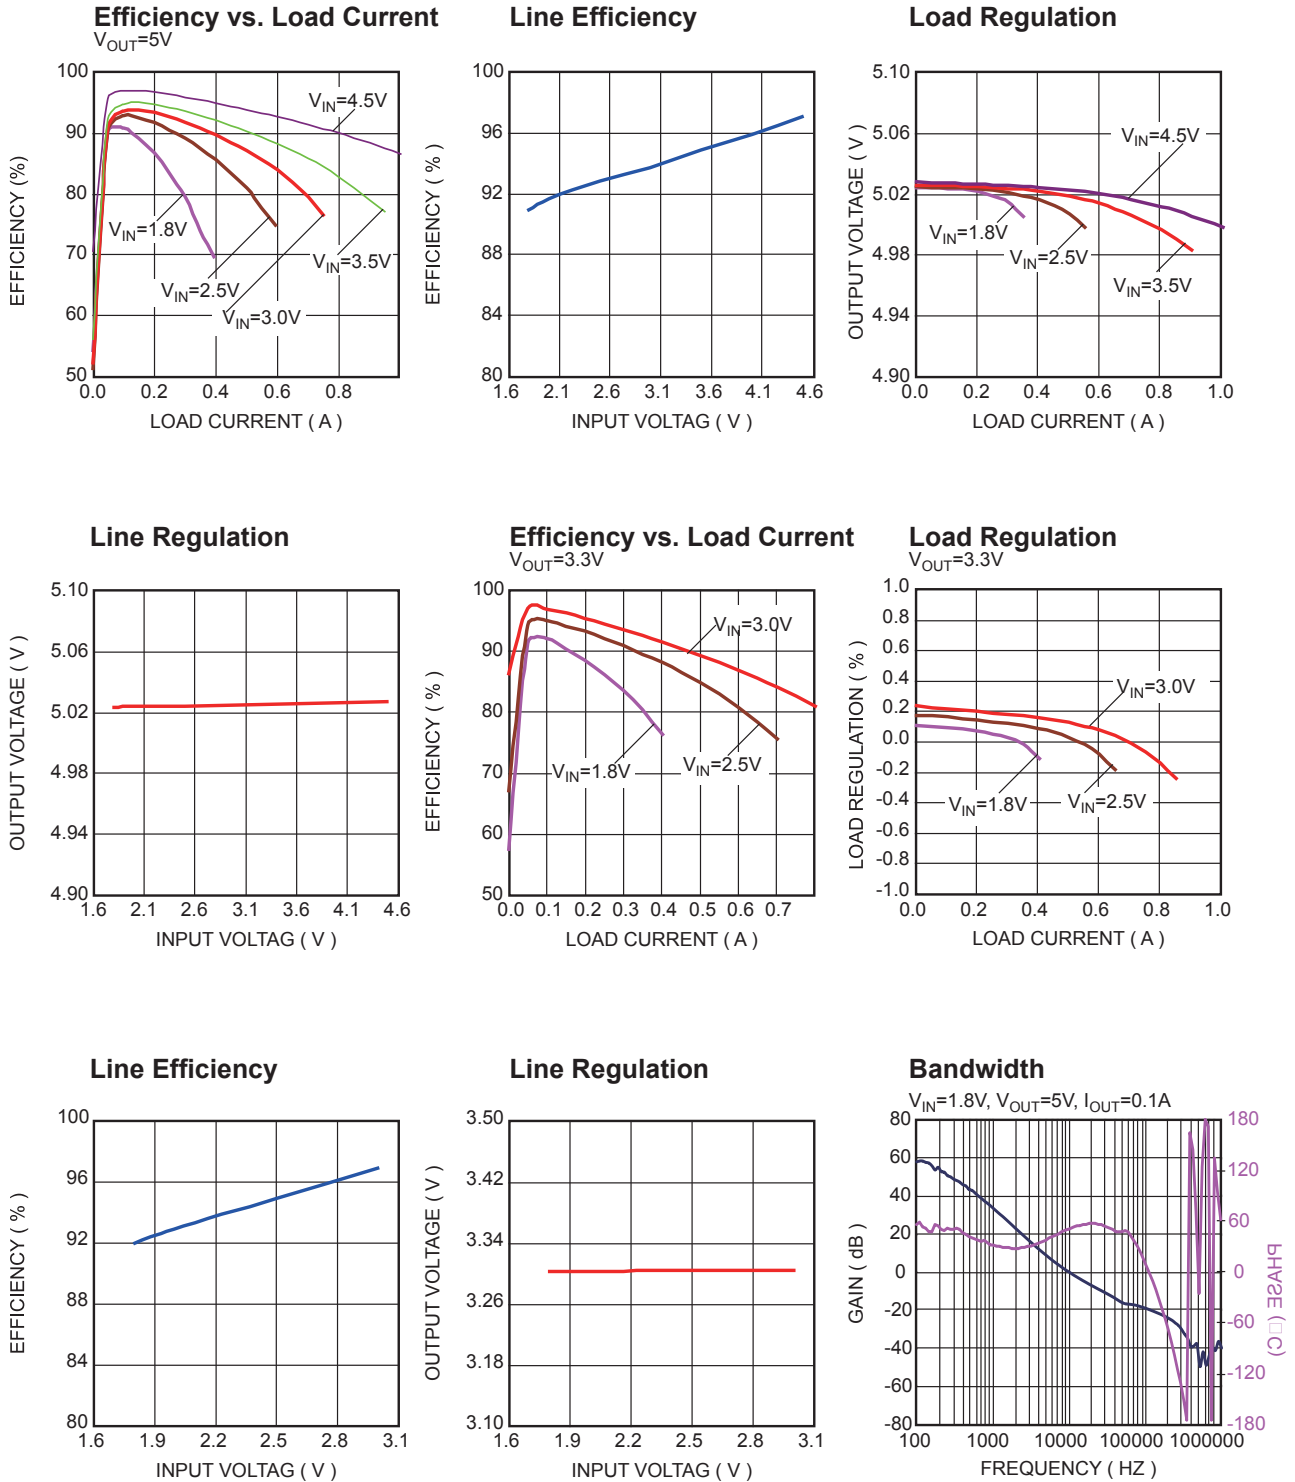 Efficiency vs. Load Current
VOUT=5V
100
90
80
70
60
50
0.0 0.2 0.4 0.6 0.8
EFFICIENCY (%)
LOAD CURRENT ( A )
VIN=4.5V
VIN=1.8V
VIN=3.5V
VIN=2.5V
VIN=3.0V
Line Efficiency
100
96
92
88
84
80
1.6 2.1 2.6 3.1 3.6 4.1 4.6
EFFICIENCY ( % )
INPUT VOLTAG ( V )
Load Regulation
5.10
5.06
5.02
4.98
4.94
4.90
0.0 0.2 0.4 0.6 0.8 1.0
OUTPUT VOLTAGE ( V )
LOAD CURRENT ( A )
VIN=4.5V
VIN=1.8V
VIN=2.5V
VIN=3.5V
Line Regulation
5.10
5.06
5.02
4.98
4.94
4.90
1.6 2.1 2.6 3.1 3.6 4.1 4.6
OUTPUT VOLTAGE ( V )
INPUT VOLTAG ( V )
Efficiency vs. Load Current
VOUT=3.3V
100
90
80
70
60
50
0.0 0.1 0.2 0.3 0.4 0.5 0.6 0.7
EFFICIENCY ( % )
LOAD CURRENT ( A )
VIN=3.0V
VIN=1.8V
VIN=2.5V
Load Regulation
VOUT=3.3V
1.0
0.8
0.6
0.4
0.2
0.0
-0.2
-0.4
-0.6
-0.8
-1.0
0.0 0.2 0.4 0.6 0.8 1.0
LOAD REGULATION ( % )
LOAD CURRENT ( A )
VIN=3.0V
VIN=1.8V
VIN=2.5V
Line Efficiency
100
96
92
88
84
80
1.6 1.9 2.2 2.5 2.8 3.1
EFFICIENCY ( % )
INPUT VOLTAG ( V )
Line Regulation
3.50
3.42
3.34
3.26
3.18
3.10
1.6 1.9 2.2 2.5 2.8 3.1
OUTPUT VOLTAGE ( V )
INPUT VOLTAG ( V )
Bandwidth
VIN=1.8V, VOUT=5V, IOUT=0.1A
80
60
40
20
0
-20
-40
-60
-80
180
120
60
0
-60
-120
-180
100 1000 10000 100000 1000000
GAIN ( dB )
PHASE (□C)
FREQUENCY ( HZ )